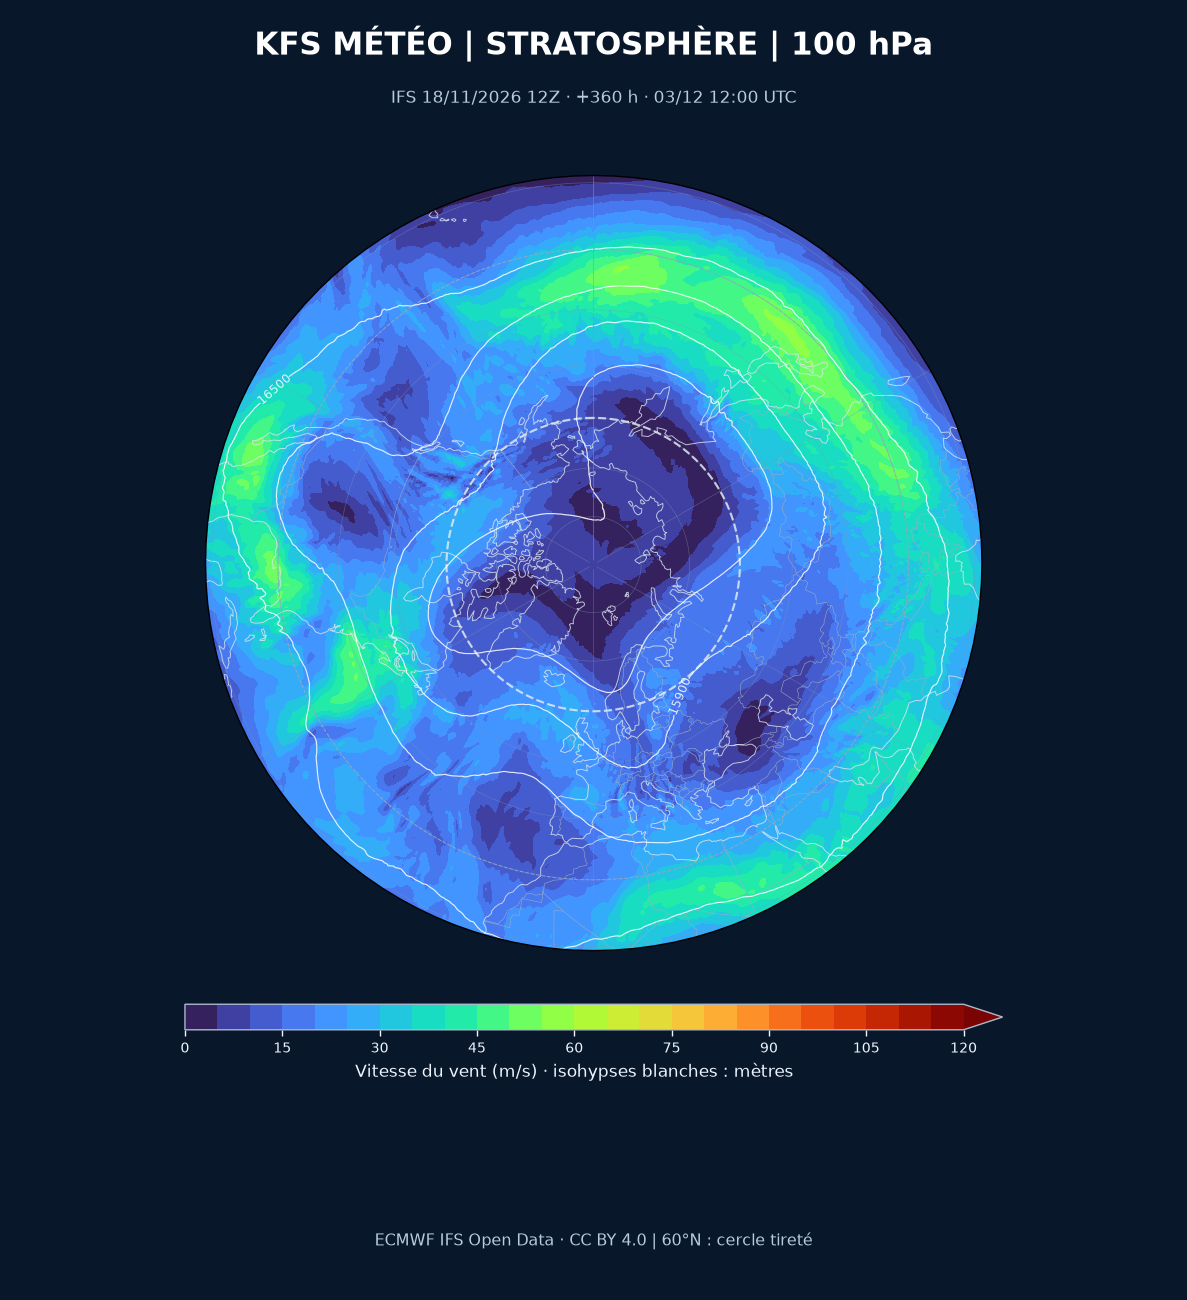 KFS MÉTÉO | STRATOSPHÈRE | 100 hPa
IFS 18/11/2026 12Z · +360 h · 03/12 12:00 UTC
16500
15900
0 15 30 45 60 75 90 105 120
Vitesse du vent (m/s) · isohypses blanches : mètres
ECMWF IFS Open Data · CC BY 4.0 | 60°N : cercle tireté